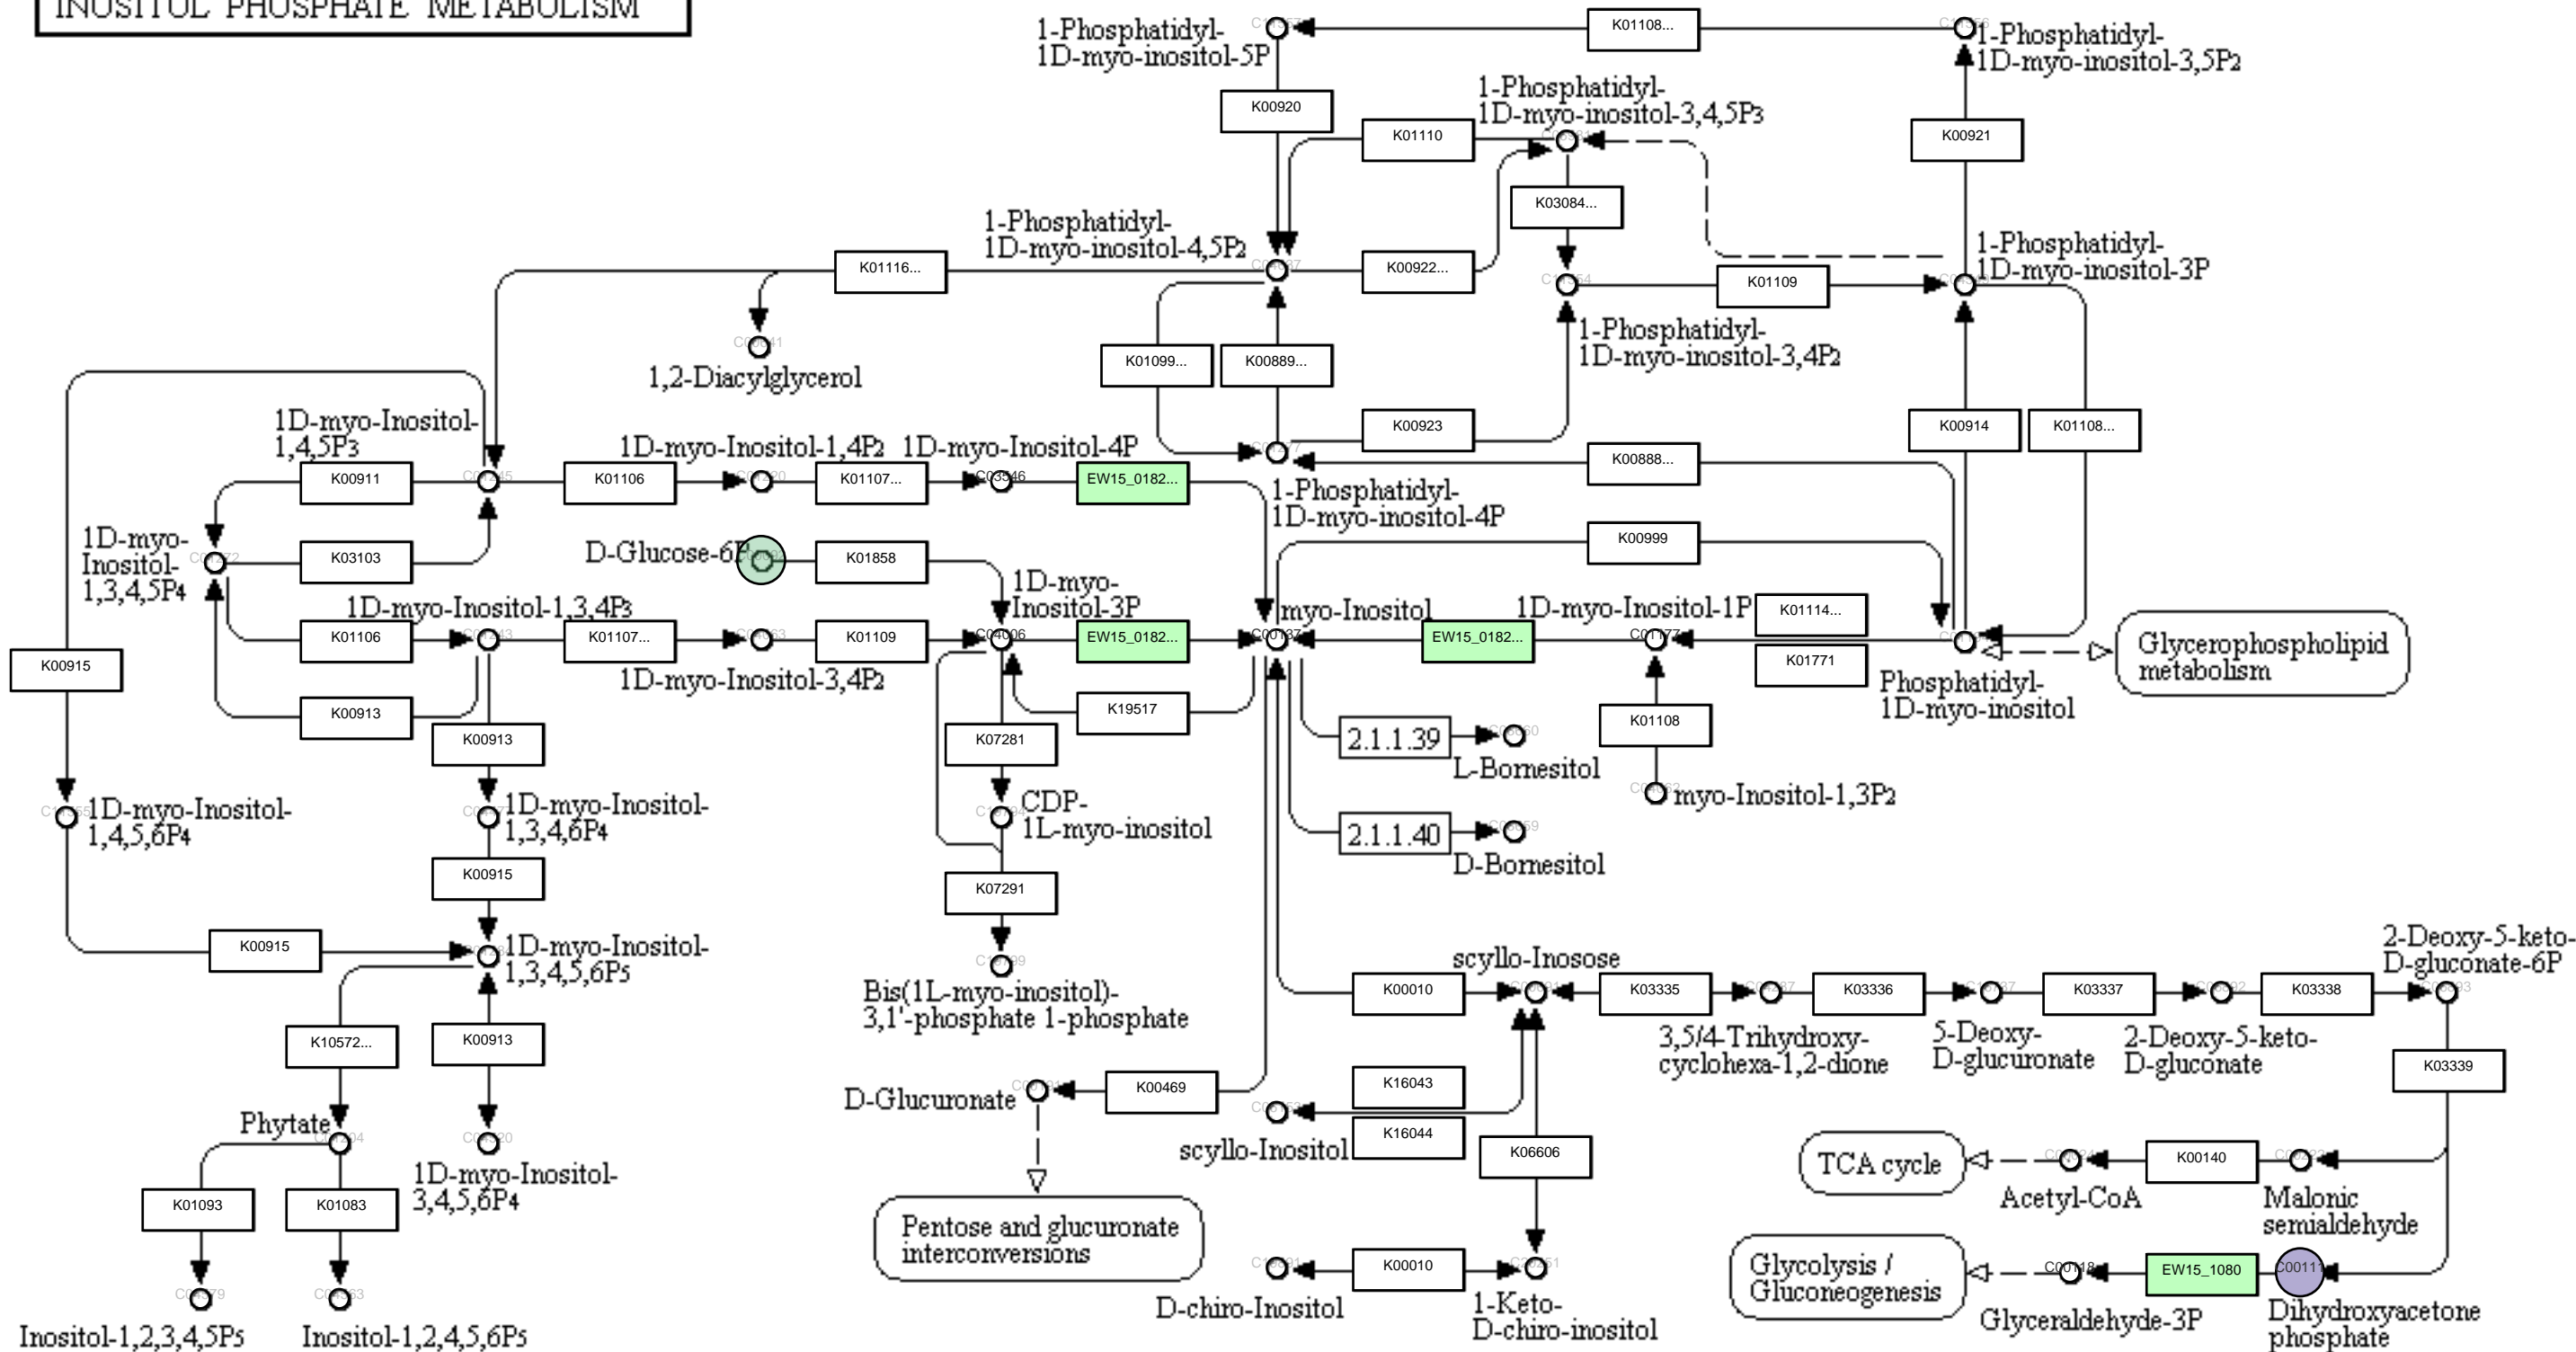 INOSITOL PHOSPHATE METABOLISM
1-Phosphatidyl-
1D-myo-inositol-5P
K01108...
1-Phosphatidyl-
1D-myo-inositol-3,5P2
K00920
1-Phosphatidyl-
1D-myo-inositol-3,4,5P3
K01110
K00921
K03084...
1-Phosphatidyl-
1D-myo-inositol-4,5P2
K01116...
K00922...
1-Phosphatidyl-
1D-myo-inositol-3P
K01109
1,2-Diacylglycerol
K01099...
K00889...
1-Phosphatidyl-
1D-myo-inositol-3,4P2
K00923
K00914
K01108...
1D-myo-Inositol-
1,4,5P3
1D-myo-Inositol-1,4P2
1D-myo-Inositol-4P
K00911
K01106
K01107...
C03546
EW15_0182...
K00888...
1-Phosphatidyl-
1D-myo-inositol-4P
1D-myo-
Inositol-
1,3,4,5P4
K03103
D-Glucose-6P
K01858
K00999
1D-myo-
Inositol-3P
1D-myo-Inositol-1,3,4P3
K01106
K01107...
K01109
C04006
EW15_0182...
myo-Inositol
C00137
EW15_0182...
1D-myo-Inositol-1P
C01177
K01114...
K01771
1D-myo-Inositol-3,4P2
Phosphatidyl-
1D-myo-inositol
Glycerophospholipid
metabolism
K00915
K00913
K00913
K07281
K19517
2.1.1.39
L-Bornesitol
K01108
myo-Inositol-1,3P2
1D-myo-Inositol-
1,4,5,6P4
1D-myo-Inositol-
1,3,4,6P4
CDP-
1L-myo-inositol
2.1.1.40
D-Bornesitol
K00915
K07291
K00915
1D-myo-Inositol-
1,3,4,5,6P5
Bis(1L-myo-inositol)-
3,1'-phosphate 1-phosphate
scyllo-Inosose
K00010
K03335
K03336
K03337
K03338
2-Deoxy-5-keto-
D-gluconate-6P
3,5/4-Trihydroxy-
cyclohexa-1,2-dione
5-Deoxy-
D-glucuronate
2-Deoxy-5-keto-
D-gluconate
K10572...
K00913
K03339
D-Glucuronate
K00469
K16043
K16044
scyllo-Inositol
K06606
Phytate
1D-myo-Inositol-
3,4,5,6P4
K01093
K01083
TCA cycle
K00140
Acetyl-CoA
Malonic
semialdehyde
Pentose and glucuronate
interconversions
K00010
D-chiro-Inositol
1-Keto-
D-chiro-inositol
Glycolysis /
Gluconeogenesis
C00118
EW15_1080
C00111
Glyceraldehyde-3P
Dihydroxyacetone
phosphate
Inositol-1,2,3,4,5P5
Inositol-1,2,4,5,6P5